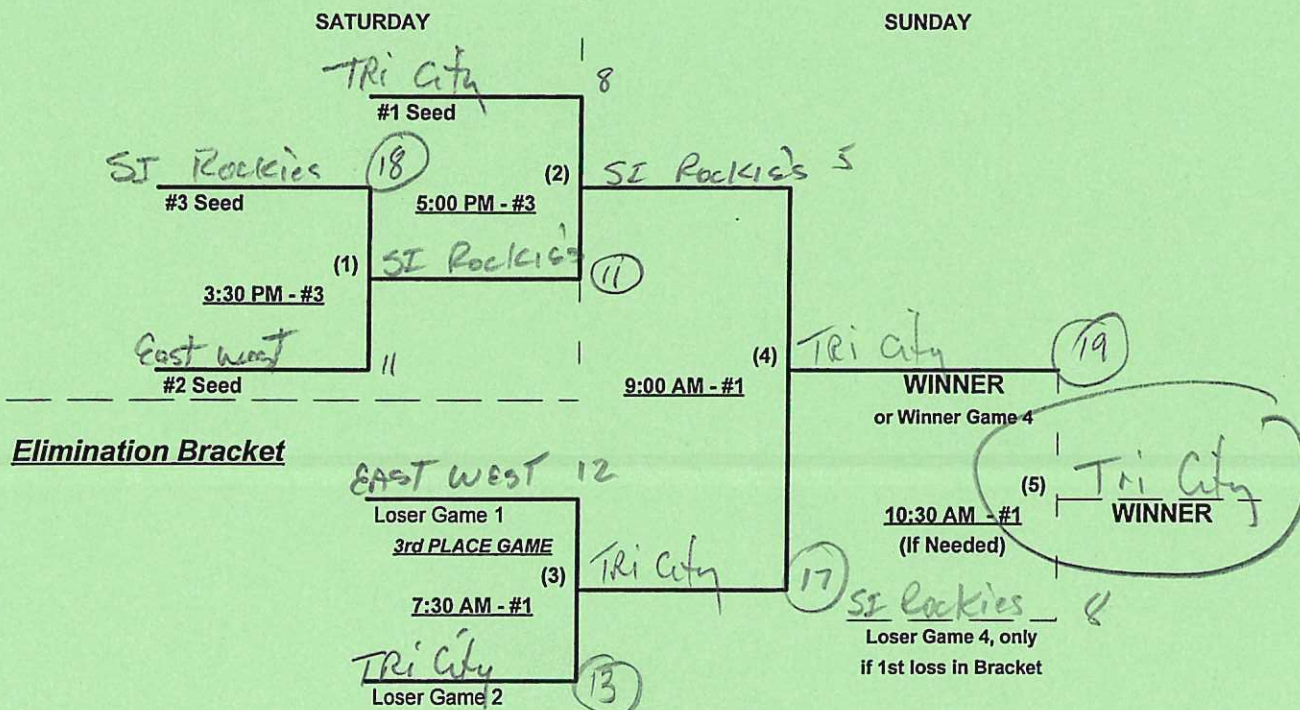 SATURDAY SUNDAY
TRi City 8
#1 Seed
SI Rockies 18
#3 Seed
(2) SI Rockis's 5
5:00 PM - #3
(1) SI Rockis's 11
3:30 PM - #3
East west 11
#2 Seed
(4) TRi City 19
9:00 AM - #1
WINNER
or Winner Game 4
Elimination Bracket
EAST WEST 12
Loser Game 1
(5) Tri City
WINNER
10:30 AM - #1
(If Needed)
3rd PLACE GAME
(3) TRi City 17
7:30 AM - #1
SI Rockies 8
Loser Game 4, only
if 1st loss in Bracket
TRi City 13
Loser Game 2